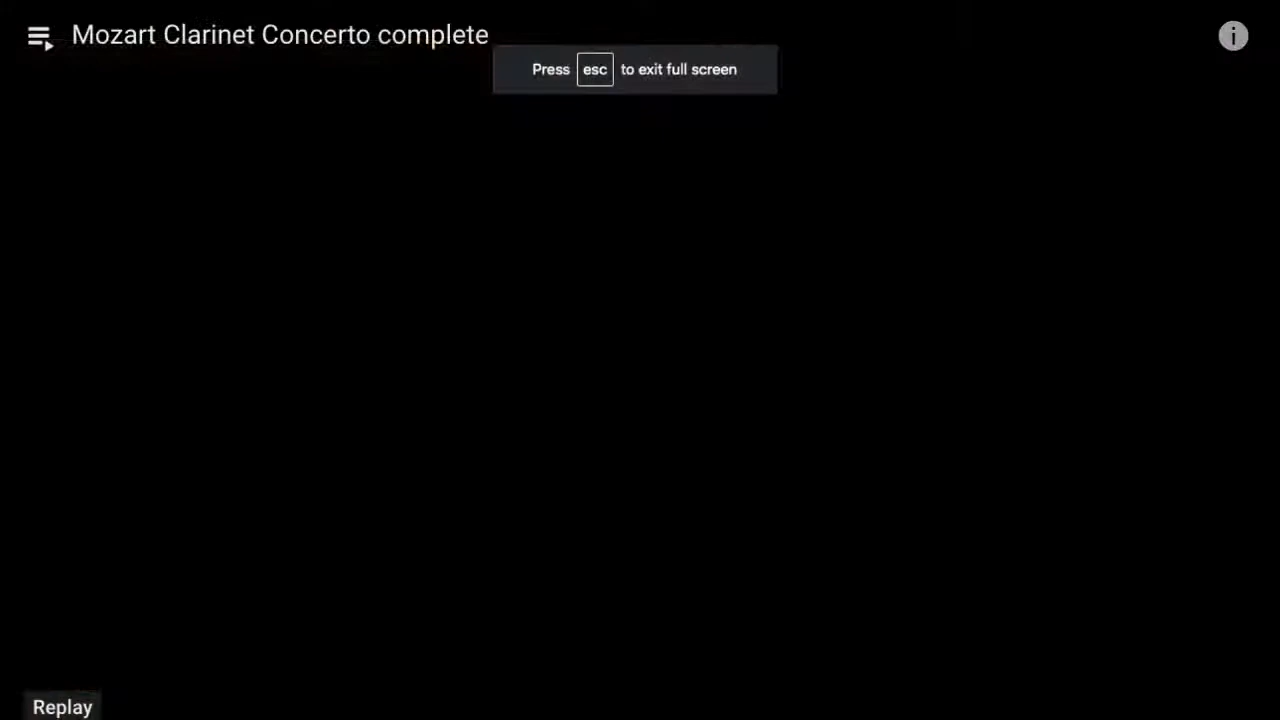 Mozart Clarinet Concerto complete
Press esc to exit full screen
Replay